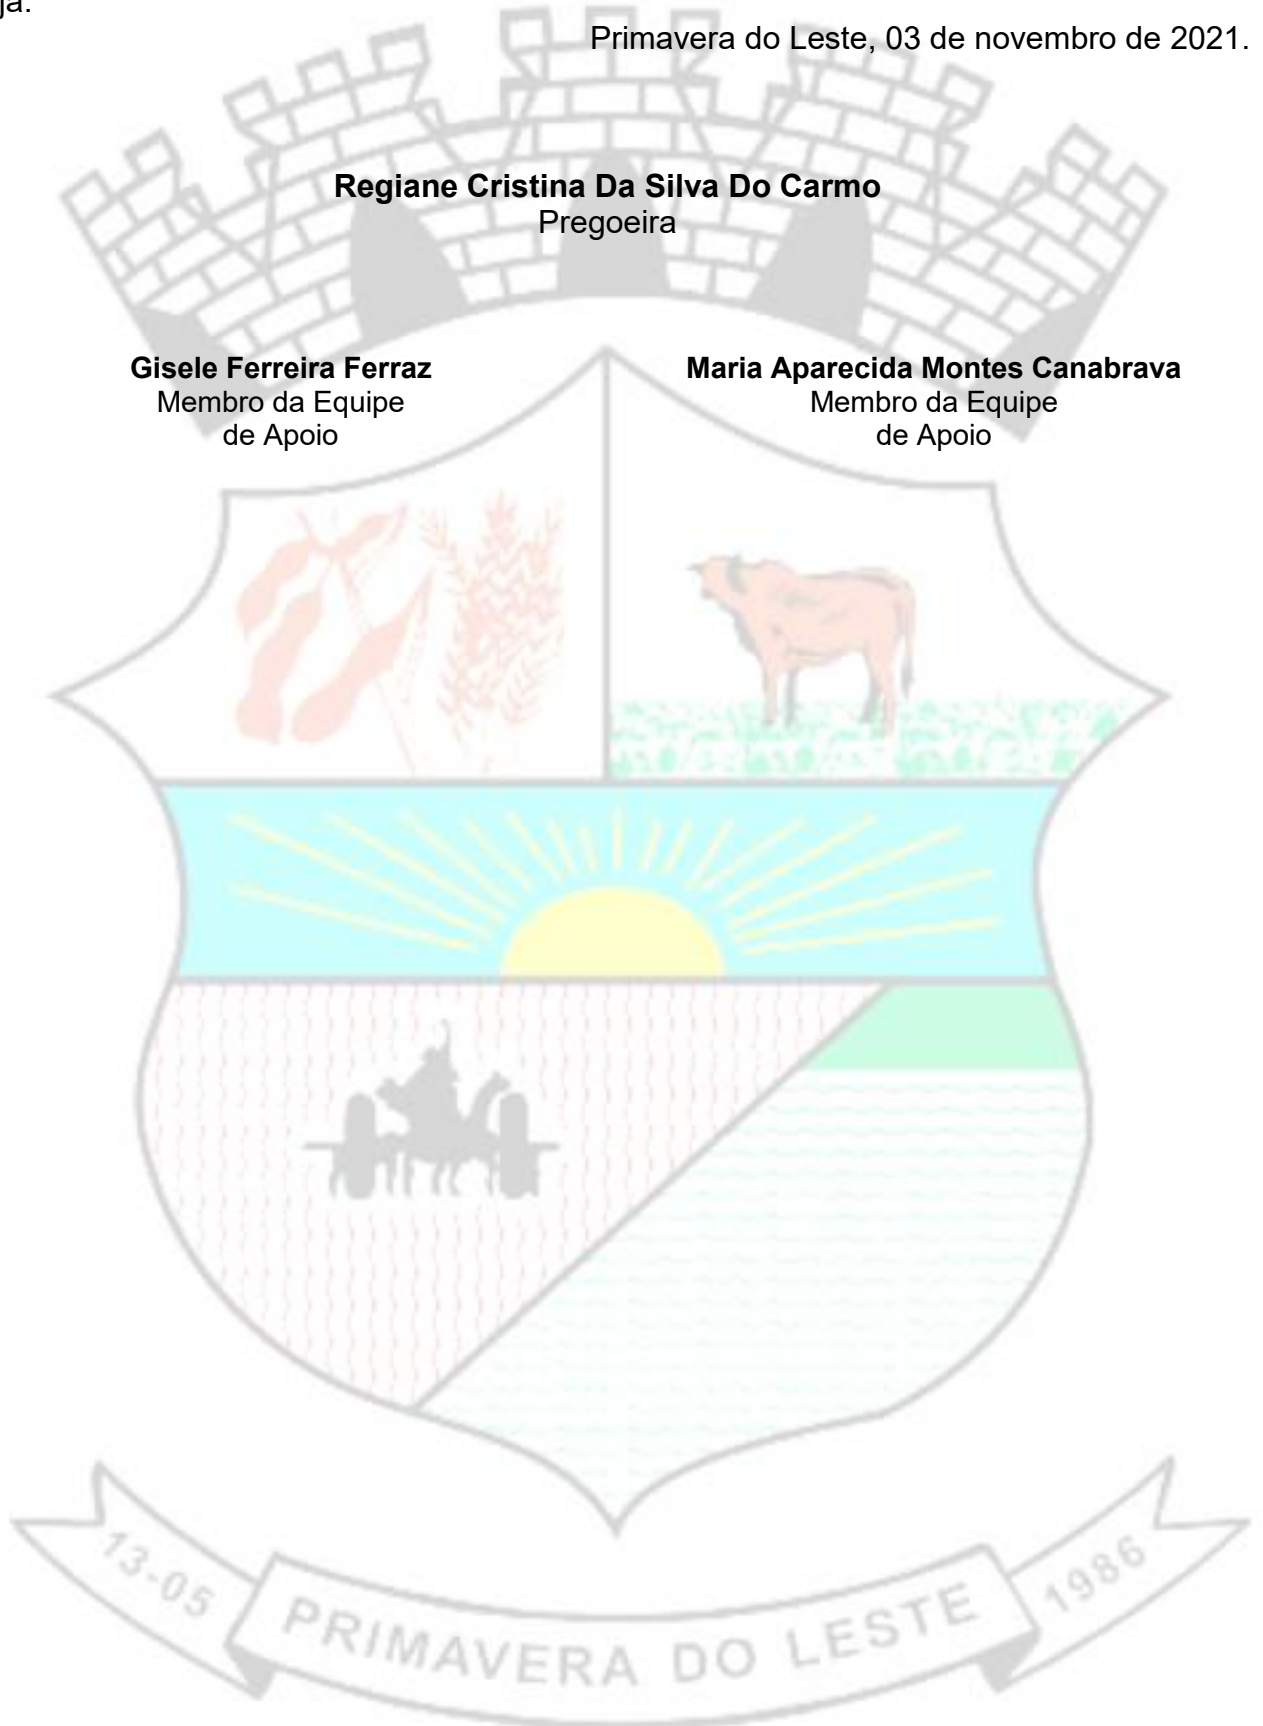 ja.
Primavera do Leste, 03 de novembro de 2021.
Regiane Cristina Da Silva Do Carmo
Pregoeira
Gisele Ferreira Ferraz
Membro da Equipe
de Apoio
Maria Aparecida Montes Canabrava
Membro da Equipe
de Apoio
13-05 PRIMAVERA DO LESTE 1986